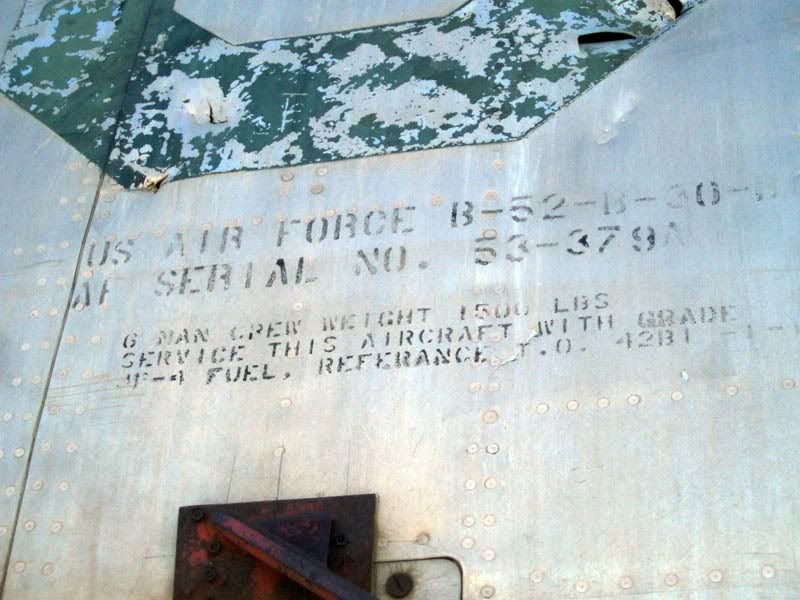 US AIR FORCE B-52-B-30-B
AF SERIAL NO. 53-379A
6 MAN CREW WEIGHT 1500 LBS
SERVICE THIS AIRCRAFT WITH GRADE
JP-4 FUEL, REFERANCE T.O. 42B1